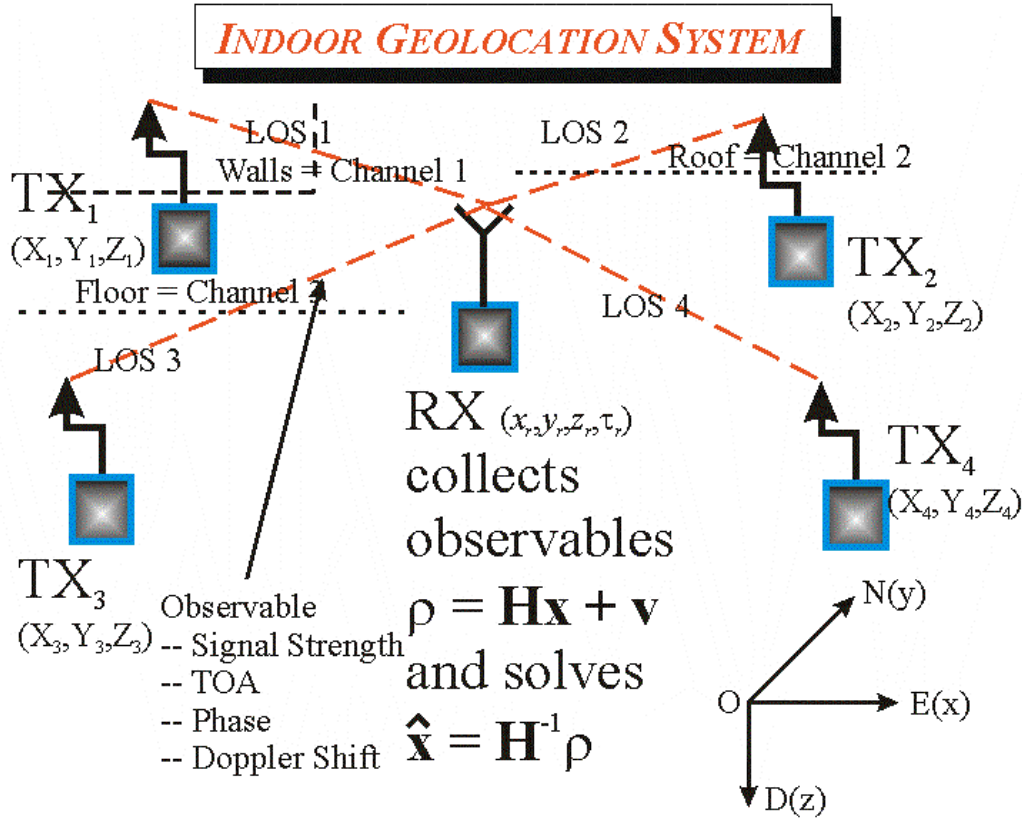 INDOOR GEOLOCATION SYSTEM
LOS 1
LOS 2
Walls = Channel 1
Roof = Channel 2
TX1
(X1,Y1,Z1)
TX2
(X2,Y2,Z2)
Floor = Channel 3
LOS 3
LOS 4
RX (xr,yr,zr,τr)
collects
observables
ρ = Hx + v
and solves
x̂ = H⁻¹ρ
TX4
(X4,Y4,Z4)
TX3
(X3,Y3,Z3)
Observable
-- Signal Strength
-- TOA
-- Phase
-- Doppler Shift
N(y)
O
E(x)
D(z)